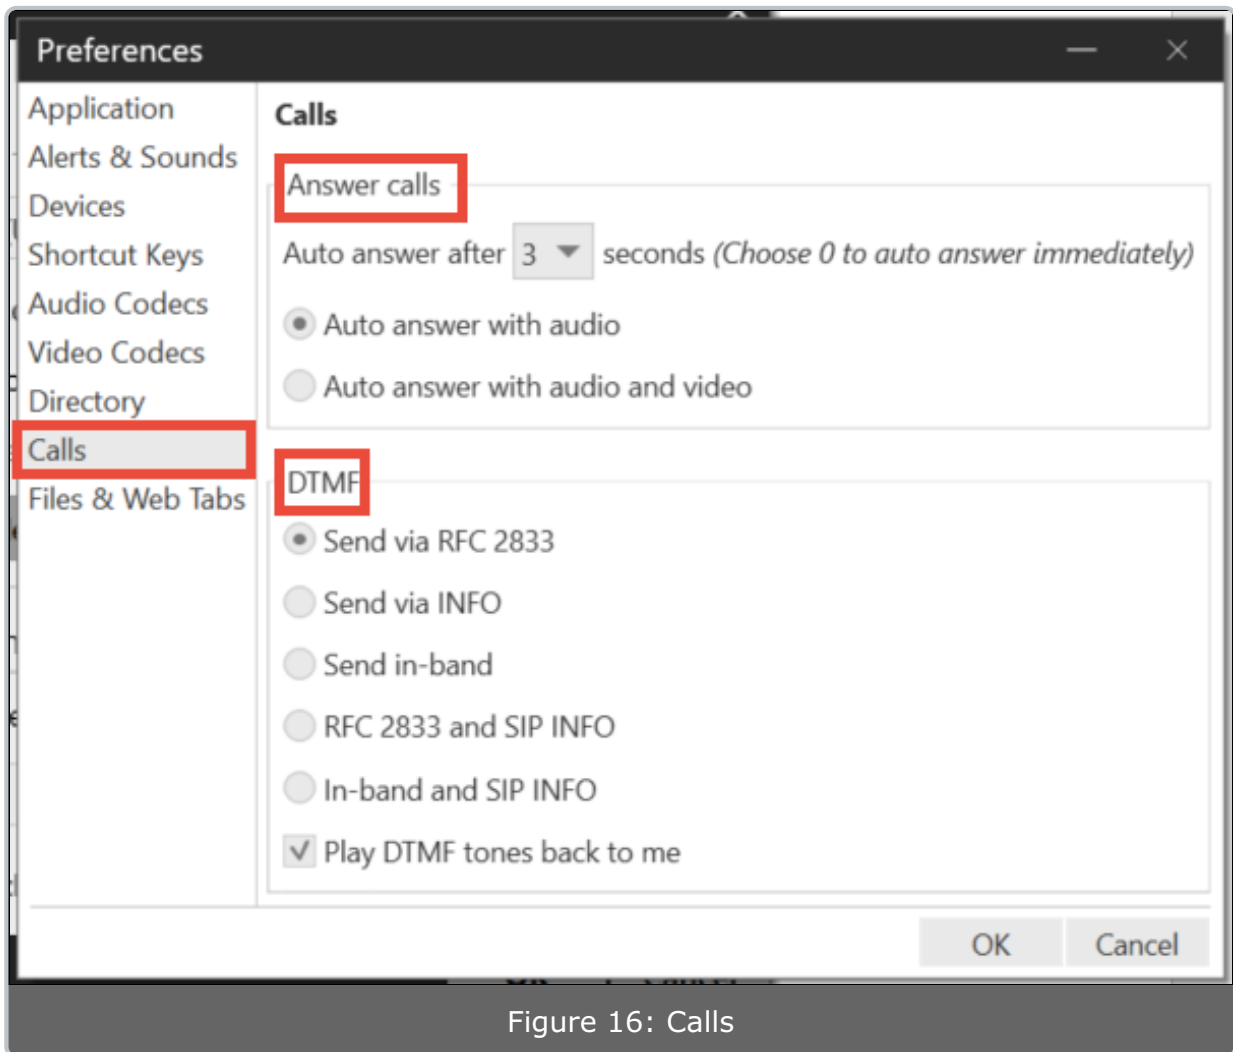 Preferences
Application
Alerts & Sounds
Devices
Shortcut Keys
Audio Codecs
Video Codecs
Directory
Calls
Files & Web Tabs
Calls
Answer calls
Auto answer after 3 seconds (Choose 0 to auto answer immediately)
Auto answer with audio
Auto answer with audio and video
DTMF
Send via RFC 2833
Send via INFO
Send in-band
RFC 2833 and SIP INFO
In-band and SIP INFO
Play DTMF tones back to me
OK Cancel
Figure 16: Calls